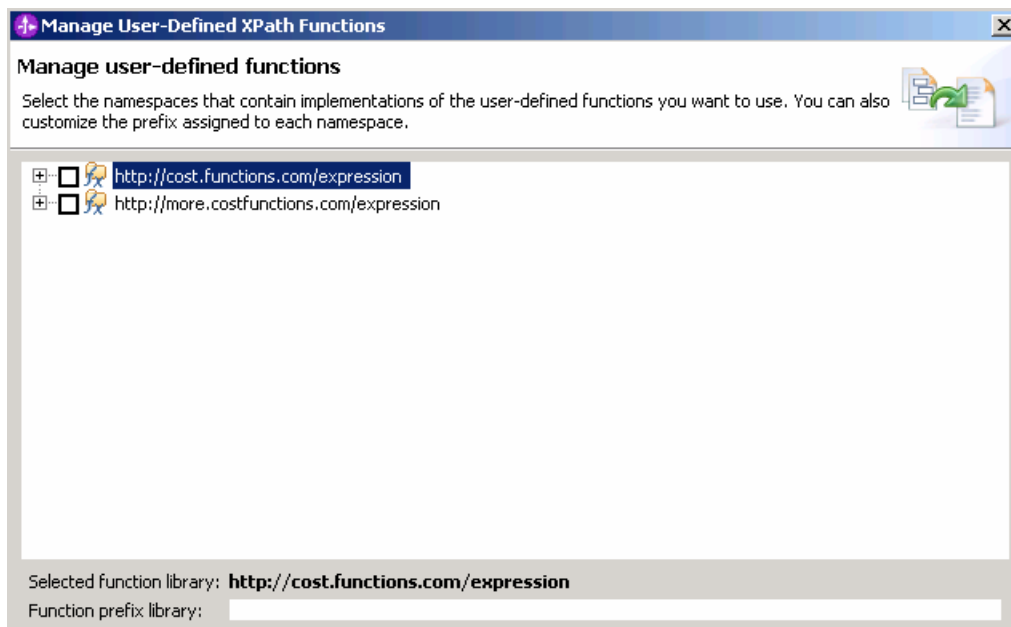 Manage User-Defined XPath Functions
Manage user-defined functions
Select the namespaces that contain implementations of the user-defined functions you want to use. You can also
customize the prefix assigned to each namespace.
http://cost.functions.com/expression
http://more.costfunctions.com/expression
Selected function library: http://cost.functions.com/expression
Function prefix library: